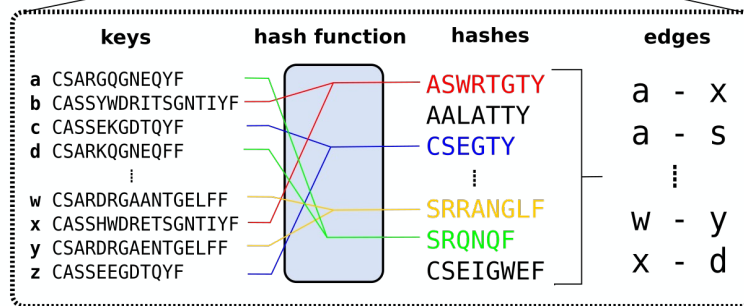 keys hash function hashes edges
a CSARGQGNEQYF
b CASSYWDRITSGNTIYF
c CASSEKGDTQYF
d CSARKQGNEQFF
w CSARDRGAANTGELFF
x CASSHWDRETSGNTIYF
y CSARDRGAENTGELFF
z CASSEEGDTQYF
ASWRTGTY
AALATTY
CSEGTY
SRRANGLF
SRQNQF
CSEIGWEF
a - x
a - s
w - y
x - d